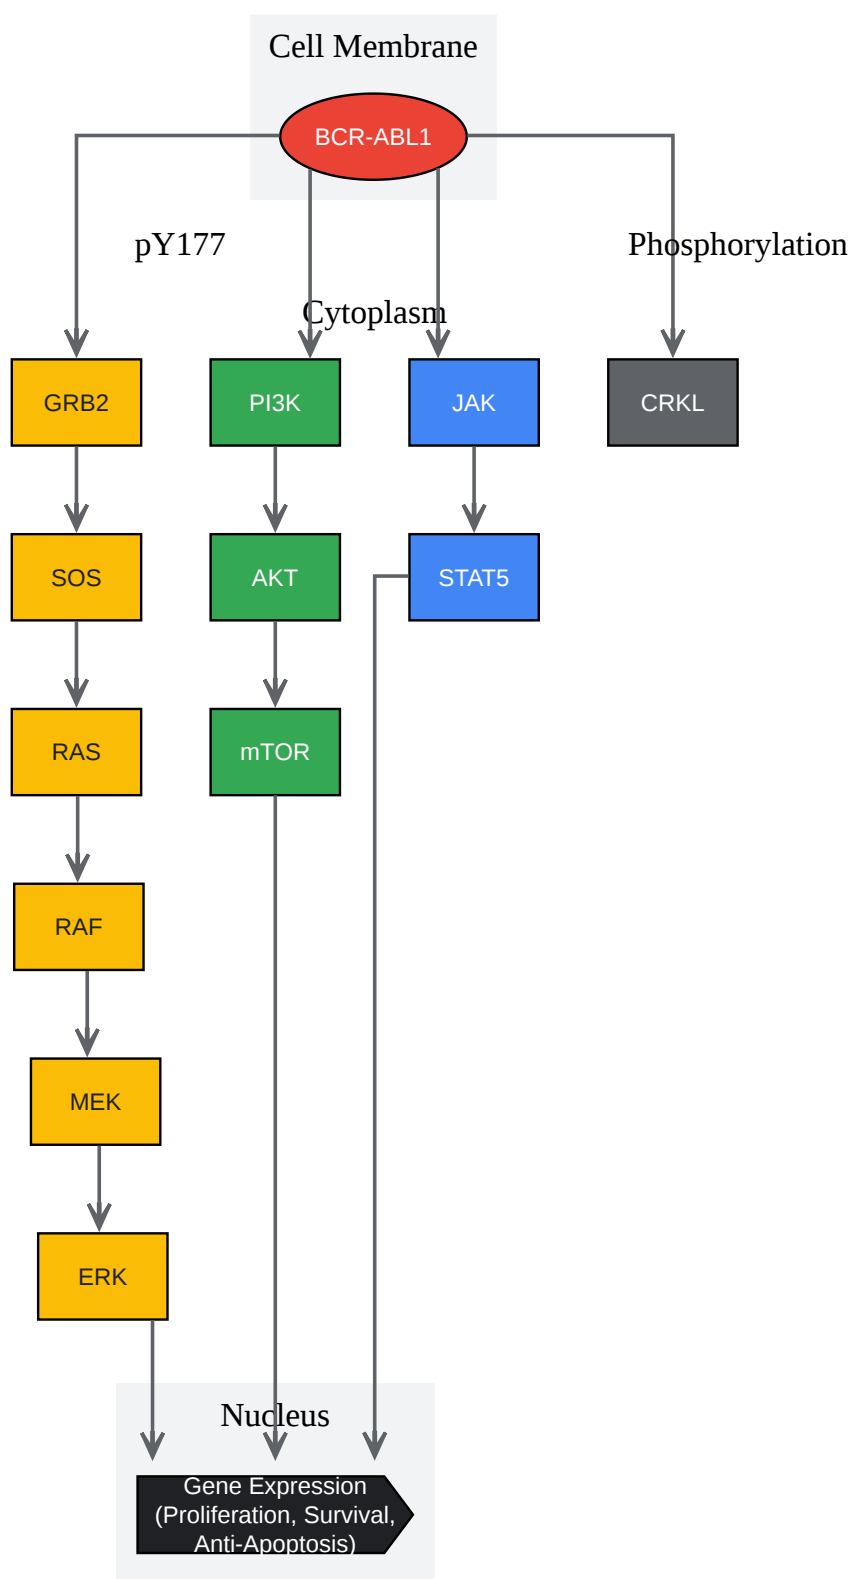 Cell Membrane
BCR-ABL1
pY177
Phosphorylation
Cytoplasm
GRB2
PI3K
JAK
CRKL
SOS
AKT
STAT5
RAS
mTOR
RAF
MEK
ERK
Nucleus
Gene Expression
(Proliferation, Survival,
Anti-Apoptosis)